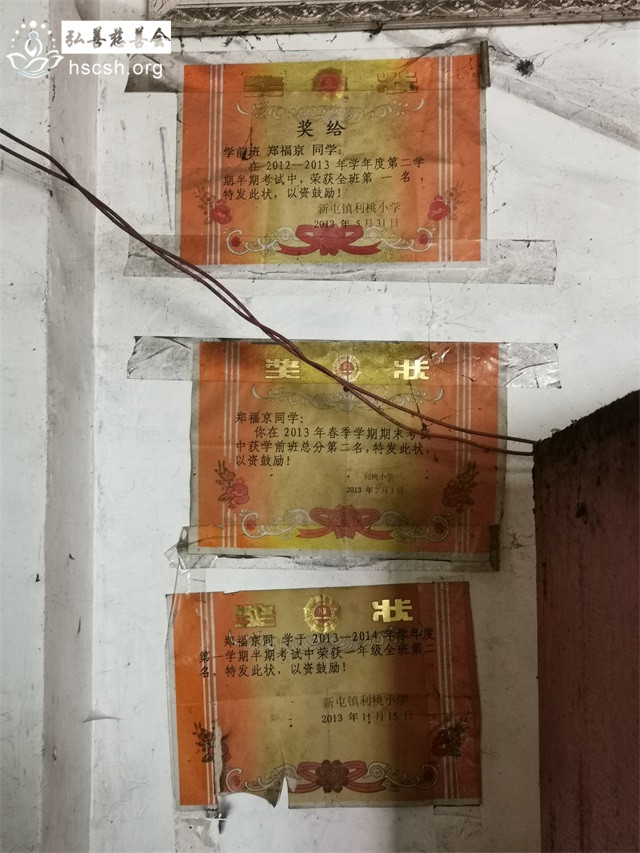 弘善慈善会
hscsh.org
奖 状
奖给
学前班 郑福京 同学：
在 2012—2013 年学年度第二学
期半期考试中，荣获全班第 一 名，
特发此状，以资鼓励！
新屯镇利桃小学
2013 年 5 月 31 日
奖 状
郑福京同学：
你在 2013 年春季学期期末考试
中获学前班总分第二名，特发此状，
以资鼓励！
利桃小学
2013 年 7 月 1 日
奖 状
郑福京同 学于 2013—2014 年学年度
第一学期半期考试中荣获一年级全班第二
名，特发此状，以资鼓励！
新屯镇利桃小学
2013 年 11 月 15 日